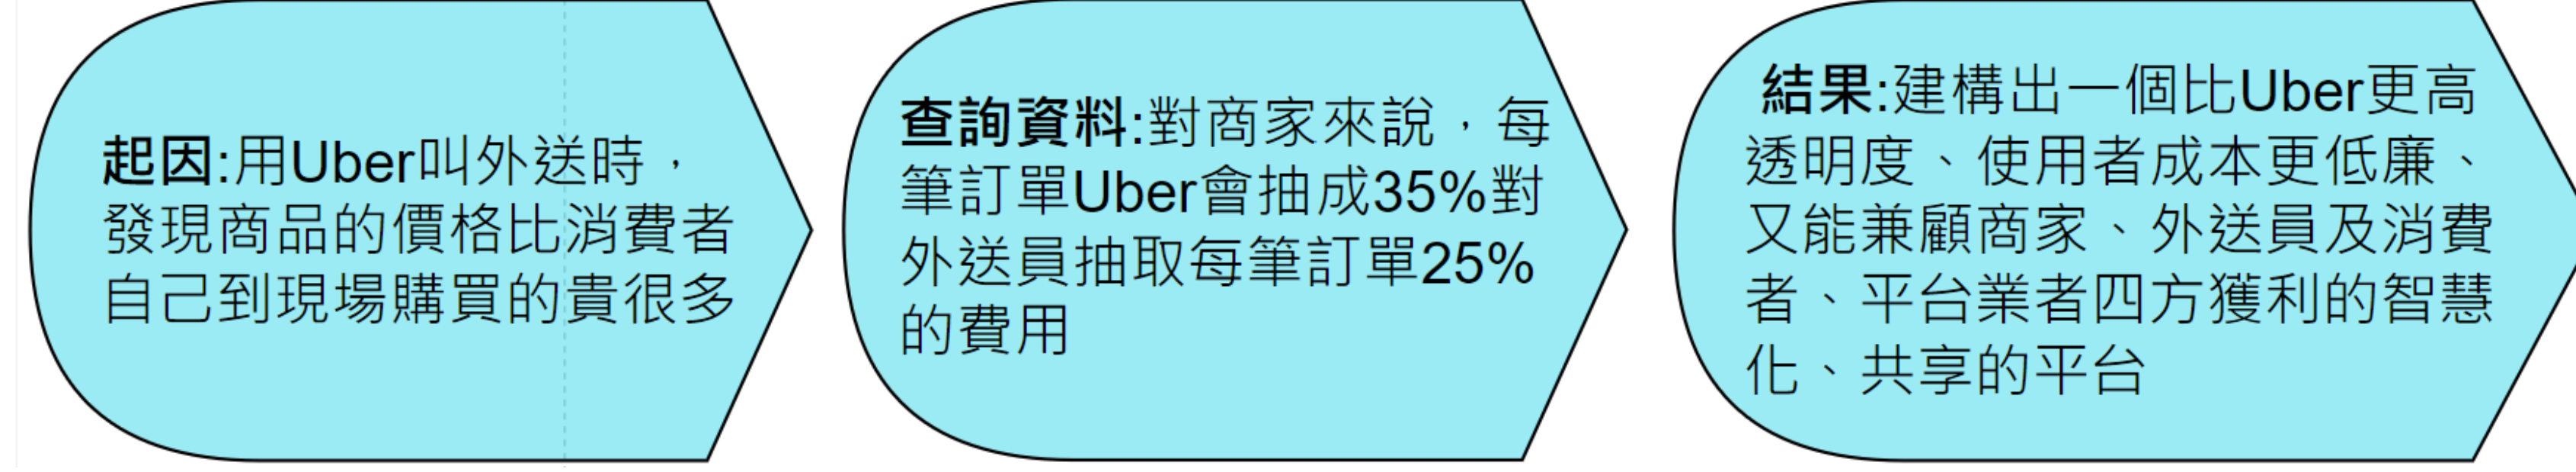 起因:用Uber叫外送時，
發現商品的價格比消費者
自己到現場購買的貴很多
查詢資料:對商家來說，每
筆訂單Uber會抽成35%對
外送員抽取每筆訂單25%
的費用
結果:建構出一個比Uber更高
透明度、使用者成本更低廉、
又能兼顧商家、外送員及消費
者、平台業者四方獲利的智慧
化、共享的平台